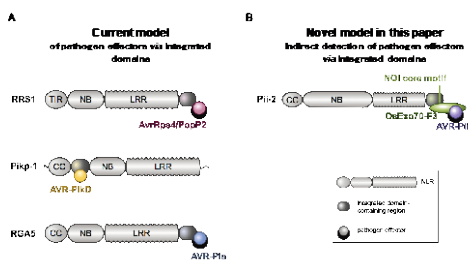 A
Current model
of pathogen effectors via integrated
domains
RRS1
TIR
NB
LRR
AvrRps4/PopP2
Pikp-1
CC
NB
LRR
AVR-PikD
RGA5
CC
NB
LRR
AVR-Pia
B
Novel model in this paper
Indirect detection of pathogen effectors
via integrated domains
NOI core motif
Pii-2
CC
NB
LRR
OsExo70-F3
AVR-Pii
NLR
integrated domain-
containing region
pathogen effector